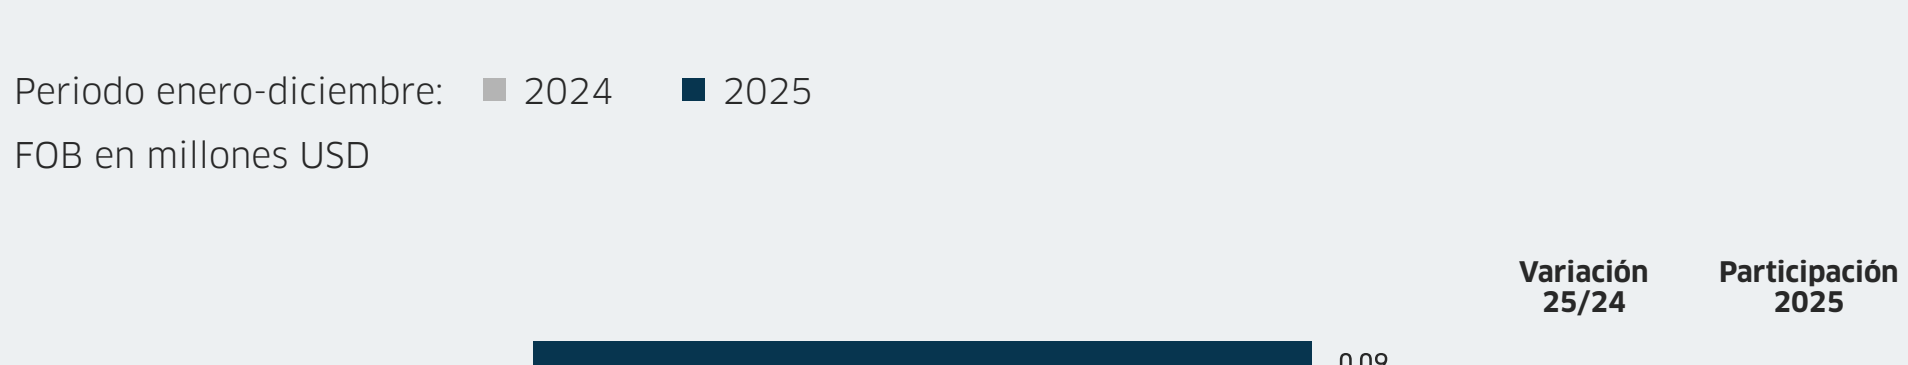 Periodo enero-diciembre: 2024 2025
FOB en millones USD
Variación Participación
25/24 2025